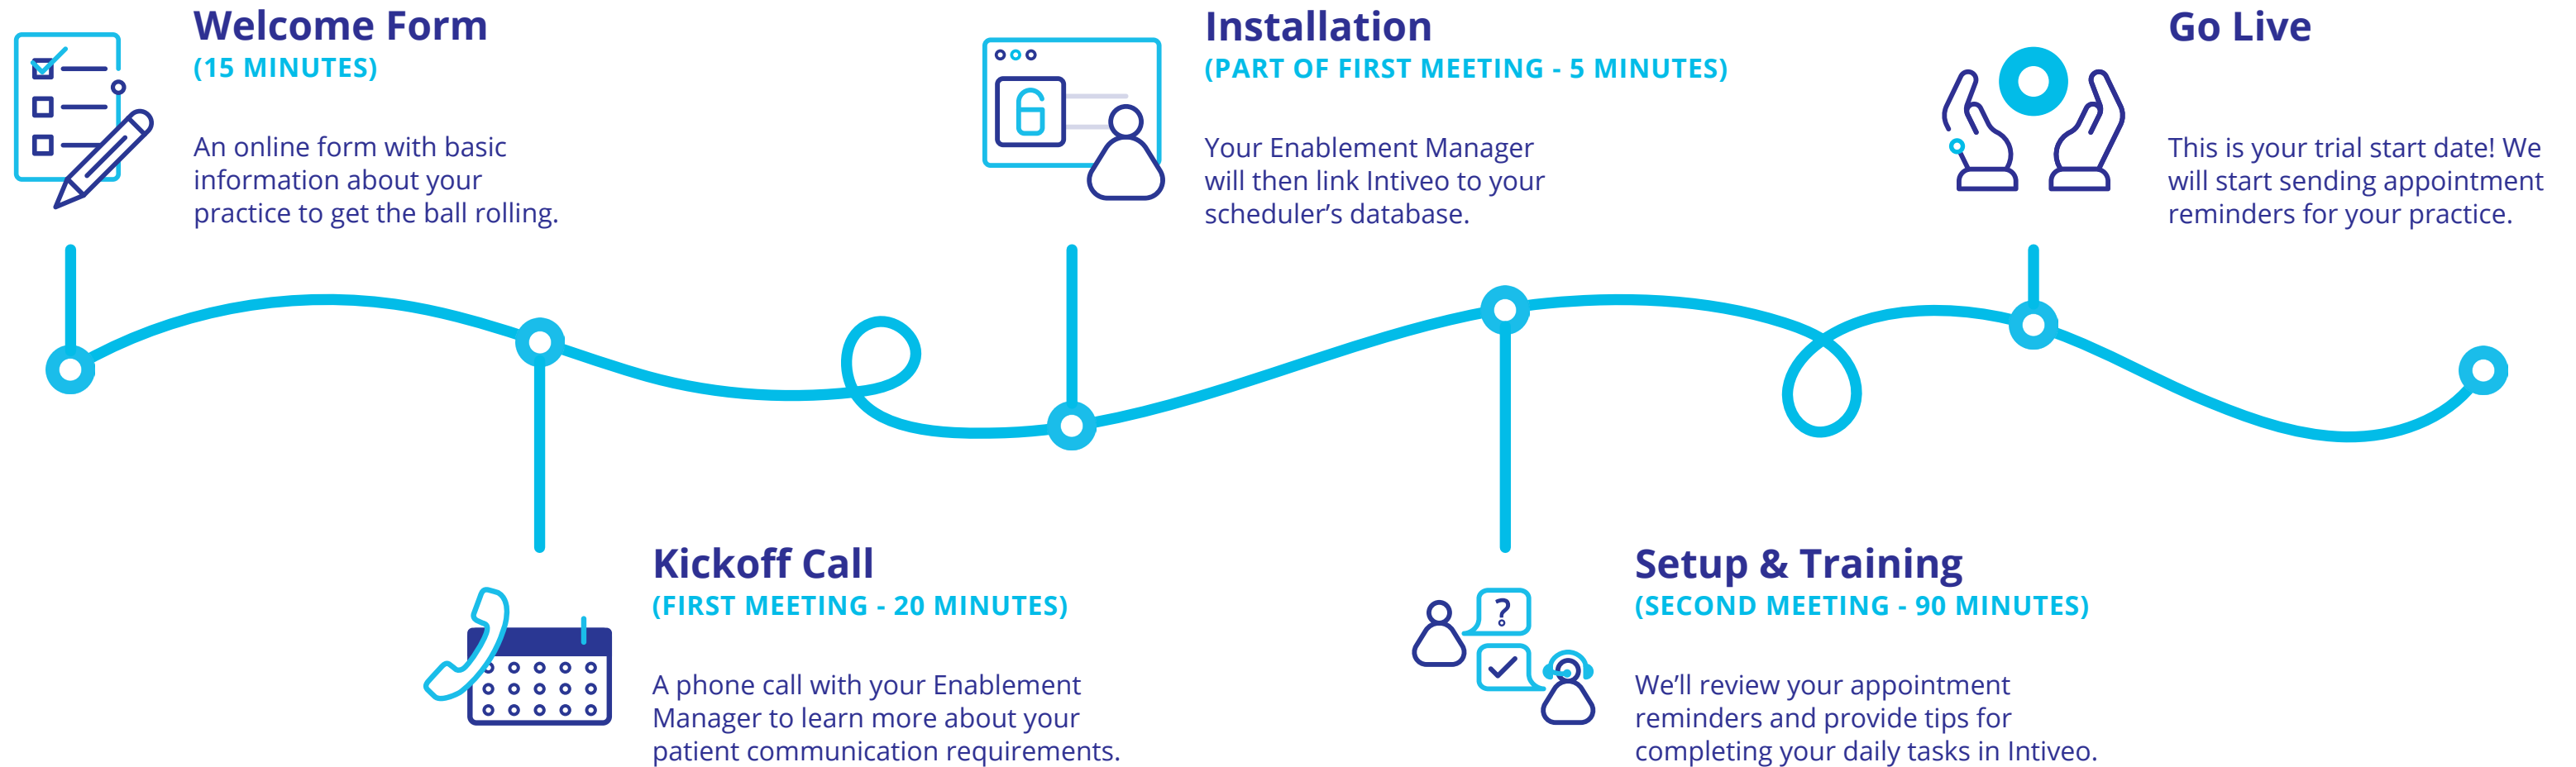 Welcome Form
(15 MINUTES)
An online form with basic
information about your
practice to get the ball rolling.
Kickoff Call
(FIRST MEETING - 20 MINUTES)
A phone call with your Enablement
Manager to learn more about your
patient communication requirements.
Installation
(PART OF FIRST MEETING - 5 MINUTES)
Your Enablement Manager
will then link Intiveo to your
scheduler’s database.
?
Setup & Training
(SECOND MEETING - 90 MINUTES)
We’ll review your appointment
reminders and provide tips for
completing your daily tasks in Intiveo.
Go Live
This is your trial start date! We
will start sending appointment
reminders for your practice.